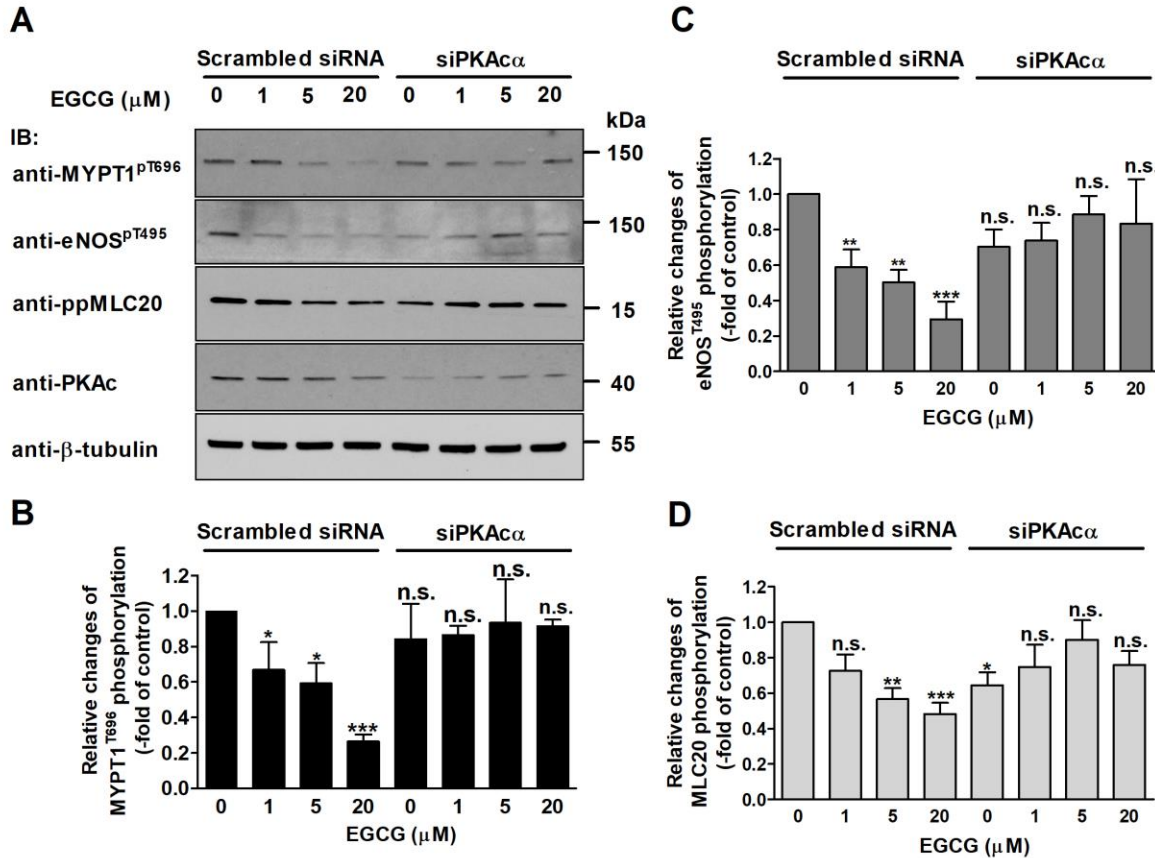 A
Scrambled siRNA siPKAcα
EGCG (μM) 0 1 5 20 0 1 5 20
kDa
IB:
anti-MYPT1pT696 150
anti-eNOSpT495 150
anti-ppMLC20 15
anti-PKAc 40
anti-β-tubulin 55
B
Scrambled siRNA siPKAcα
Relative changes of
MYPT1T696 phosphorylation
(-fold of control)
1.2
1.0
0.8
0.6
0.4
0.2
0.0
* * *** n.s. n.s. n.s. n.s.
0 1 5 20 0 1 5 20
EGCG (μM)
C
Scrambled siRNA siPKAcα
Relative changes of
eNOST495 phosphorylation
(-fold of control)
1.2
1.0
0.8
0.6
0.4
0.2
0.0
** ** *** n.s. n.s. n.s. n.s.
0 1 5 20 0 1 5 20
EGCG (μM)
D
Scrambled siRNA siPKAcα
Relative changes of
MLC20 phosphorylation
(-fold of control)
1.2
1.0
0.8
0.6
0.4
0.2
0.0
n.s. ** *** * n.s. n.s. n.s.
0 1 5 20 0 1 5 20
EGCG (μM)